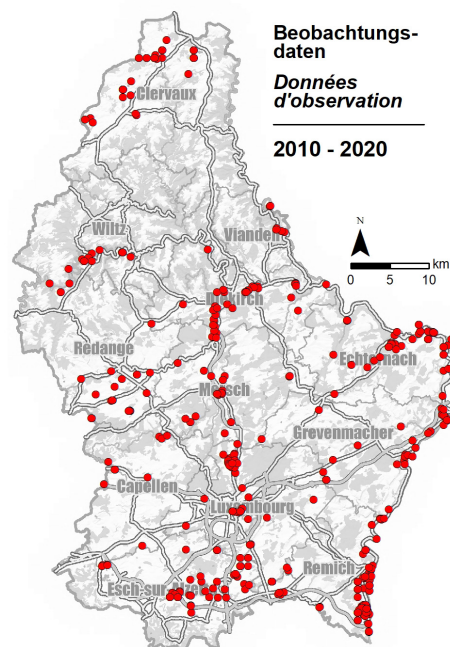 Beobachtungs-
daten
Données
d'observation
2010 - 2020
Clervaux
N
Wiltz
Vianden
km
0 5 10
Diekirch
Redange
Echternach
Mersch
Grevenmacher
Capellen
Luxembourg
Remich
Esch-sur-Alzette